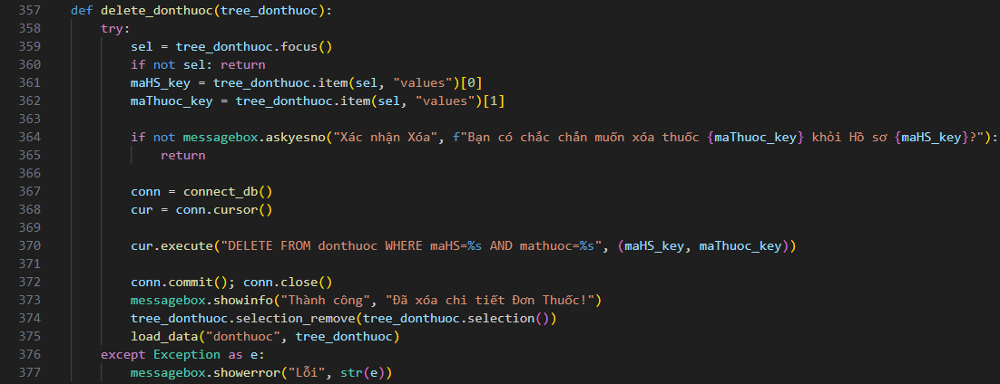 357 def delete_donthuoc(tree_donthuoc):
358 try:
359 sel = tree_donthuoc.focus()
360 if not sel: return
361 maHS_key = tree_donthuoc.item(sel, "values")[0]
362 maThuoc_key = tree_donthuoc.item(sel, "values")[1]
363
364 if not messagebox.askyesno("Xác nhận Xóa", f"Bạn có chắc chắn muốn xóa thuốc {maThuoc_key} khỏi Hồ sơ {maHS_key}?"):
365 return
366
367 conn = connect_db()
368 cur = conn.cursor()
369
370 cur.execute("DELETE FROM donthuoc WHERE maHS=%s AND mathuoc=%s", (maHS_key, maThuoc_key))
371
372 conn.commit(); conn.close()
373 messagebox.showinfo("Thành công", "Đã xóa chi tiết Đơn Thuốc!")
374 tree_donthuoc.selection_remove(tree_donthuoc.selection())
375 load_data("donthuoc", tree_donthuoc)
376 except Exception as e:
377 messagebox.showerror("Lỗi", str(e))